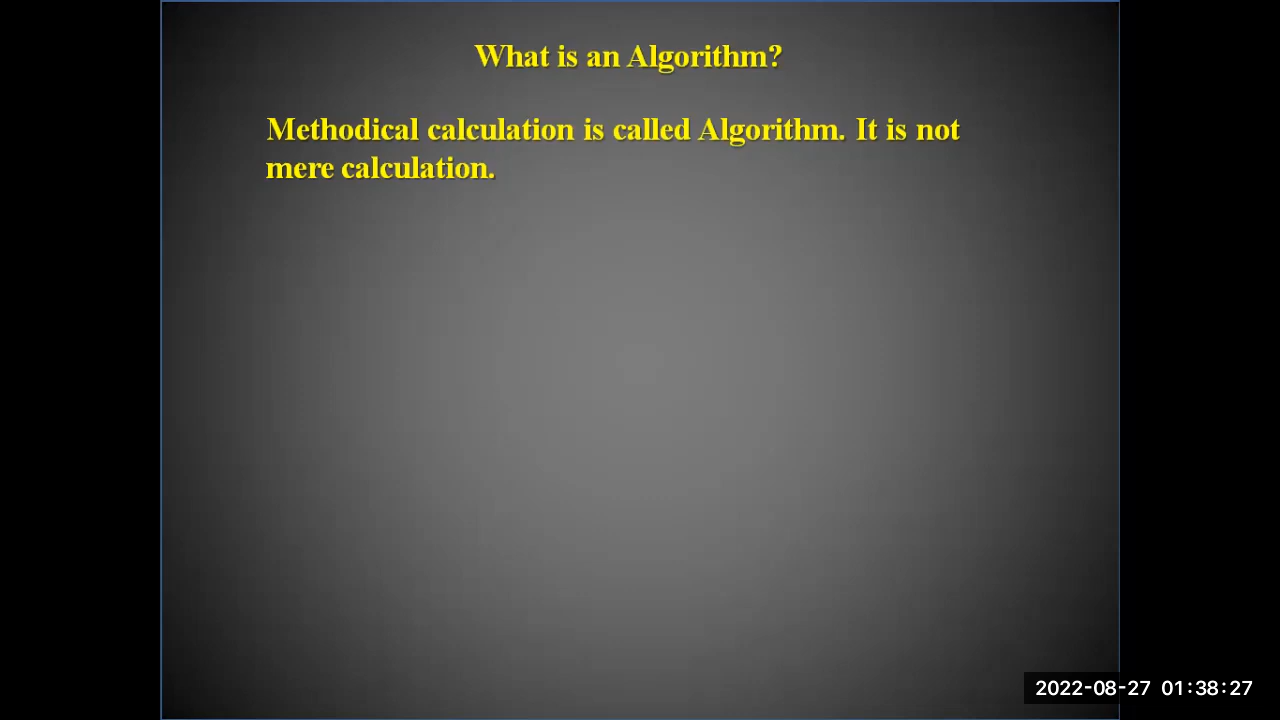 What is an Algorithm?
Methodical calculation is called Algorithm. It is not
mere calculation.
2022-08-27 01:38:27